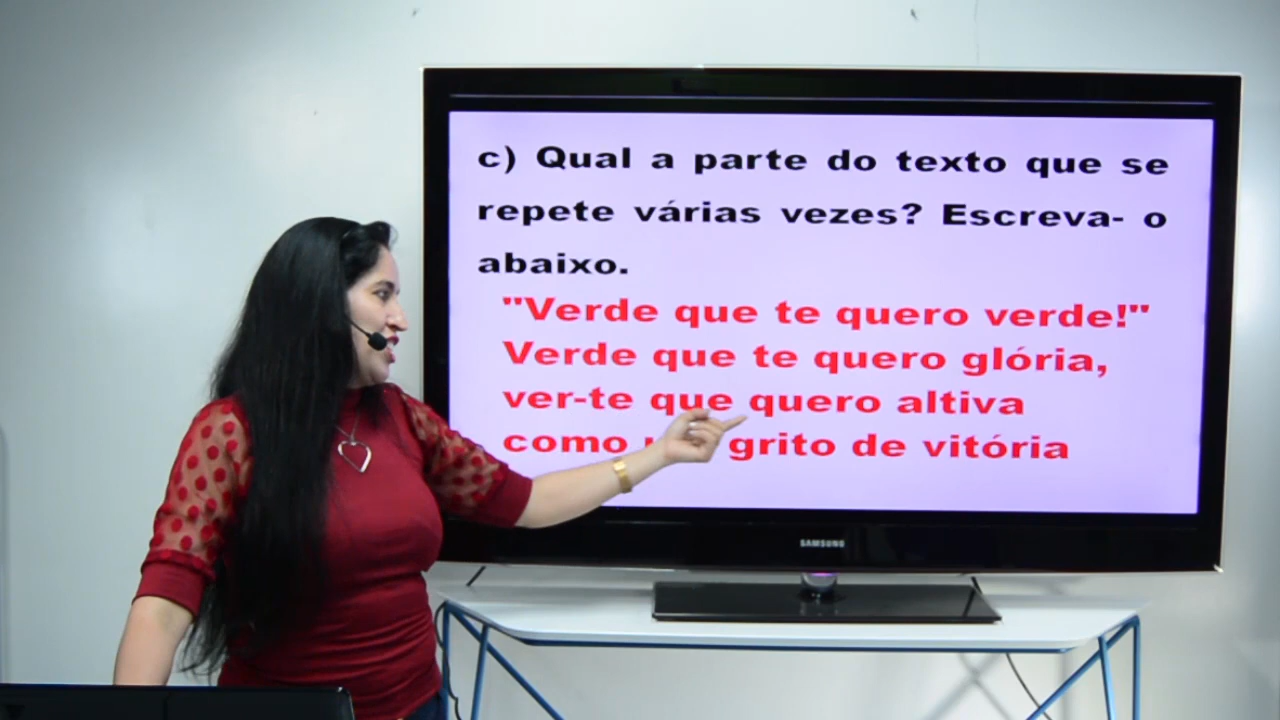 c) Qual a parte do texto que se
repete várias vezes? Escreva- o
abaixo.
"Verde que te quero verde!"
Verde que te quero glória,
ver-te que quero altiva
como grito de vitória
SAMSUNG